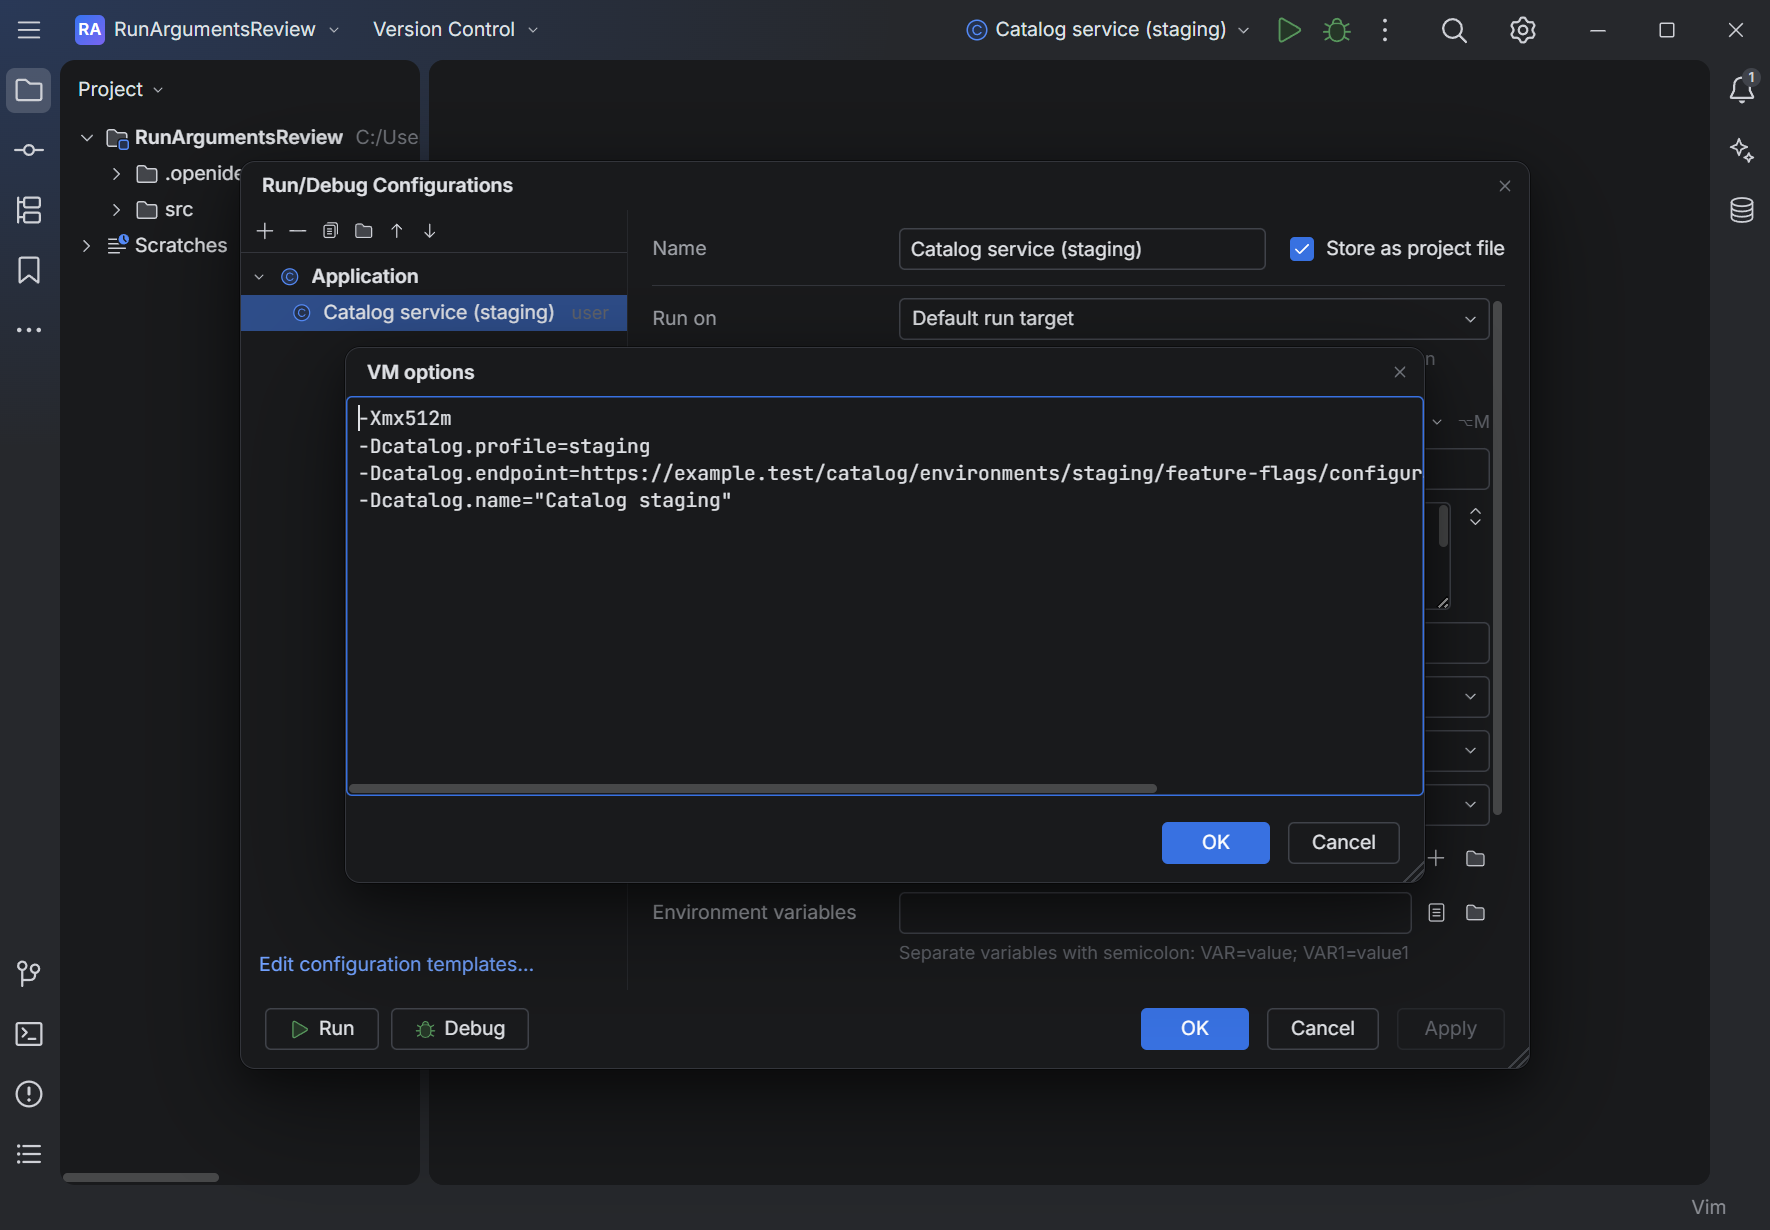 RA RunArgumentsReview Version Control Catalog service (staging)
Project
1
RunArgumentsReview C:/Use
.openide
src
Scratches
Run/Debug Configurations
Application
Catalog service (staging) user
Name Catalog service (staging) Store as project file
Run on Default run target
n
⌥M
VM options
-Xmx512m
-Dcatalog.profile=staging
-Dcatalog.endpoint=https://example.test/catalog/environments/staging/feature-flags/configur
-Dcatalog.name="Catalog staging"
OK Cancel
Environment variables
Separate variables with semicolon: VAR=value; VAR1=value1
Edit configuration templates...
Run Debug OK Cancel Apply
Vim